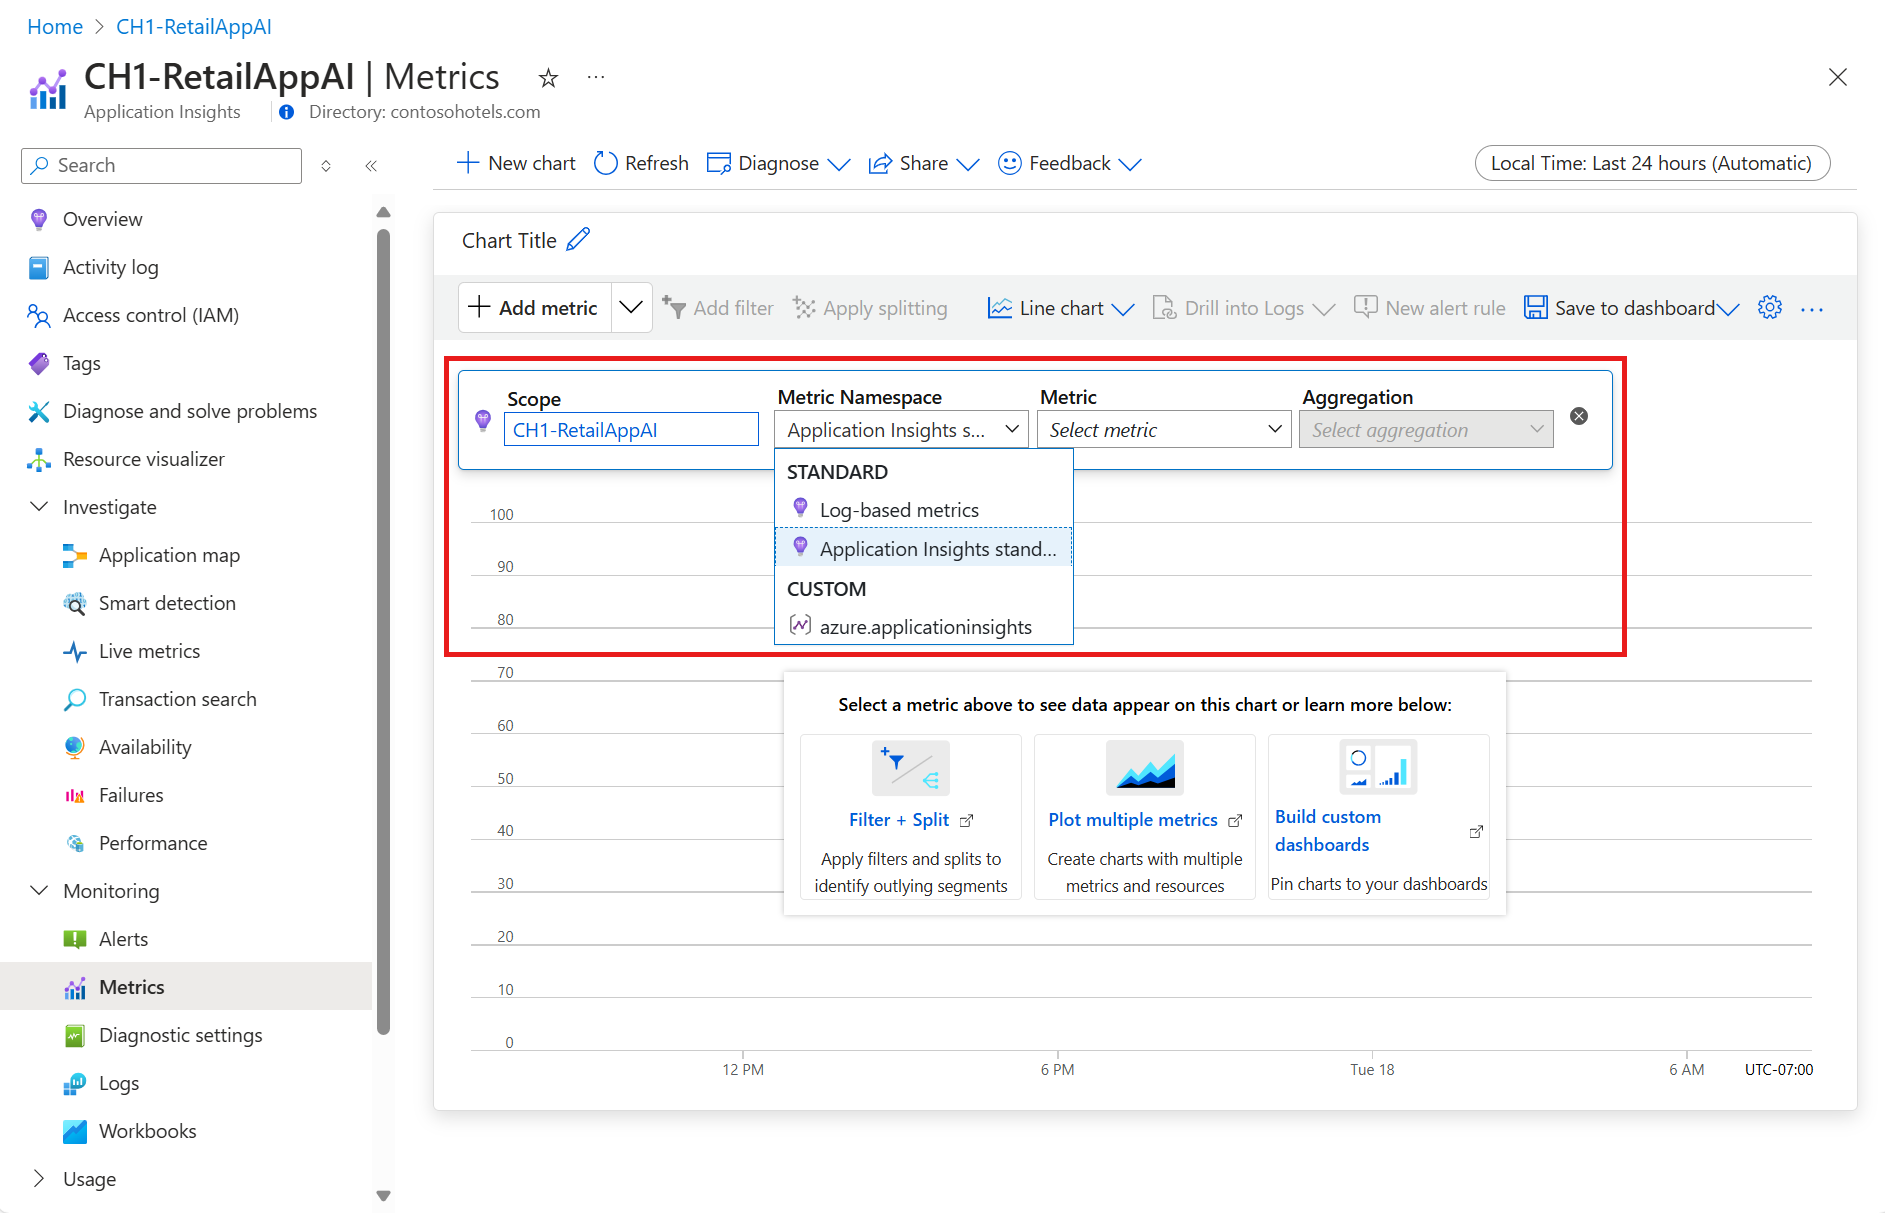 Home > CH1-RetailAppAI
CH1-RetailAppAI | Metrics
Application Insights
Directory: contosohotels.com
Search
Overview
Activity log
Access control (IAM)
Tags
Diagnose and solve problems
Resource visualizer
Investigate
Application map
Smart detection
Live metrics
Transaction search
Availability
Failures
Performance
Monitoring
Alerts
Metrics
Diagnostic settings
Logs
Workbooks
Usage
New chart
Refresh
Diagnose
Share
Feedback
Local Time: Last 24 hours (Automatic)
Chart Title
Add metric
Add filter
Apply splitting
Line chart
Drill into Logs
New alert rule
Save to dashboard
Scope
CH1-RetailAppAI
Metric Namespace
Application Insights s...
Metric
Select metric
Aggregation
Select aggregation
STANDARD
Log-based metrics
Application Insights stand...
CUSTOM
azure.applicationinsights
100
90
80
70
60
50
40
30
20
10
0
Select a metric above to see data appear on this chart or learn more below:
Filter + Split
Apply filters and splits to
identify outlying segments
Plot multiple metrics
Create charts with multiple
metrics and resources
Build custom
dashboards
Pin charts to your dashboards
12 PM
6 PM
Tue 18
6 AM
UTC-07:00